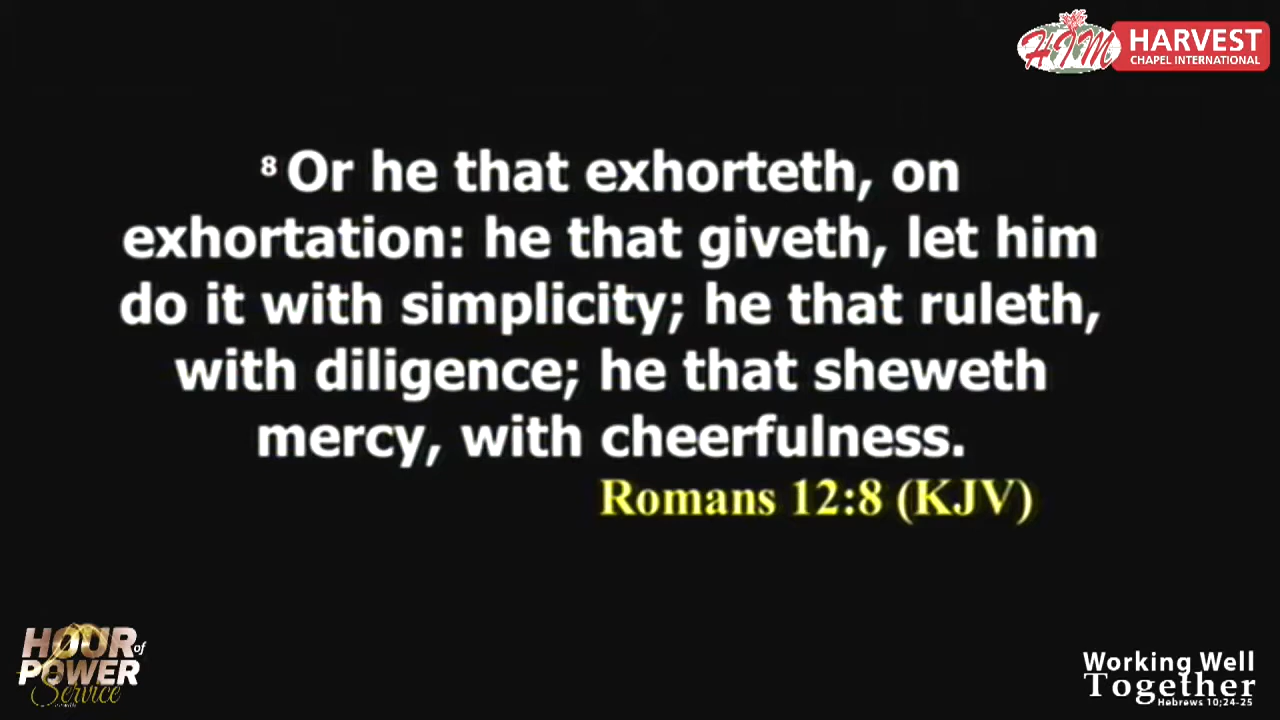 HIM
HARVEST
CHAPEL INTERNATIONAL
8 Or he that exhorteth, on
exhortation: he that giveth, let him
do it with simplicity; he that ruleth,
with diligence; he that sheweth
mercy, with cheerfulness.
Romans 12:8 (KJV)
HOUR of
POWER
Service
Working Well
Together
Hebrews 10;24-25